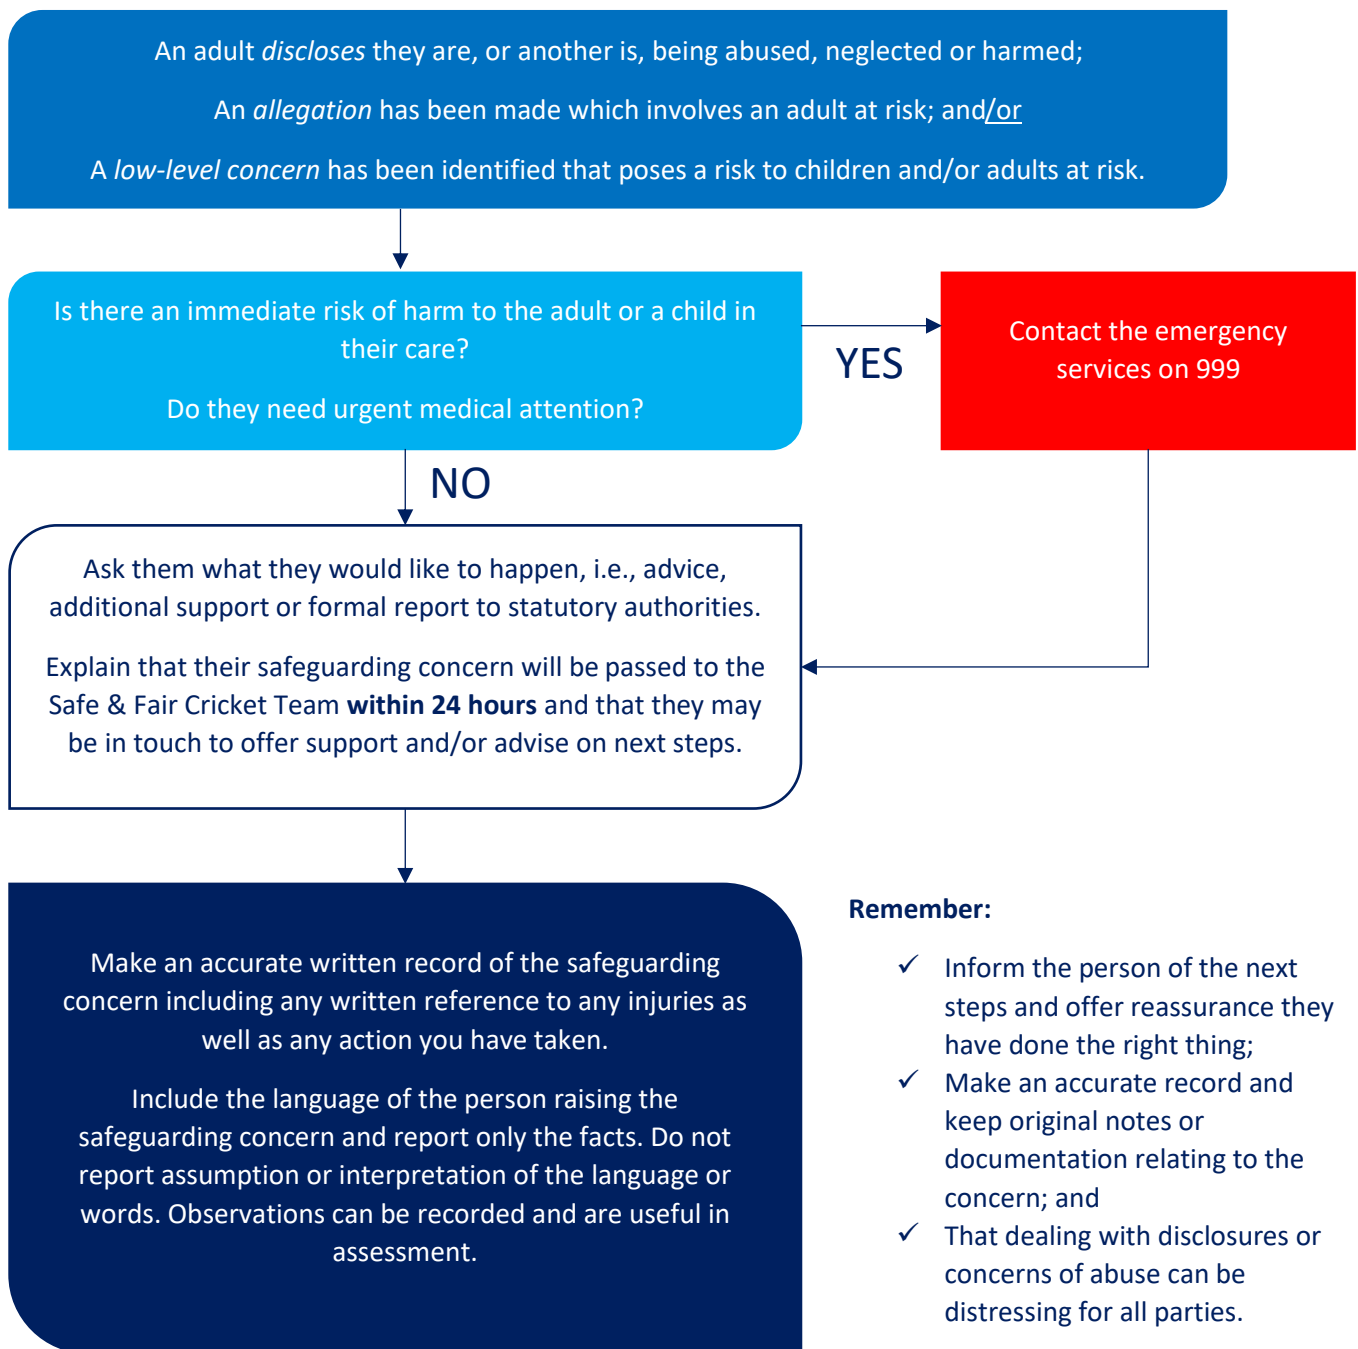 An adult discloses they are, or another is, being abused, neglected or harmed;
An allegation has been made which involves an adult at risk; and/or
A low-level concern has been identified that poses a risk to children and/or adults at risk.
Is there an immediate risk of harm to the adult or a child in
their care?
Do they need urgent medical attention?
YES
Contact the emergency
services on 999
NO
Ask them what they would like to happen, i.e., advice,
additional support or formal report to statutory authorities.
Explain that their safeguarding concern will be passed to the
Safe & Fair Cricket Team within 24 hours and that they may
be in touch to offer support and/or advise on next steps.
Make an accurate written record of the safeguarding
concern including any written reference to any injuries as
well as any action you have taken.
Include the language of the person raising the
safeguarding concern and report only the facts. Do not
report assumption or interpretation of the language or
words. Observations can be recorded and are useful in
assessment.
Remember:
✓ Inform the person of the next
steps and offer reassurance they
have done the right thing;
✓ Make an accurate record and
keep original notes or
documentation relating to the
concern; and
✓ That dealing with disclosures or
concerns of abuse can be
distressing for all parties.